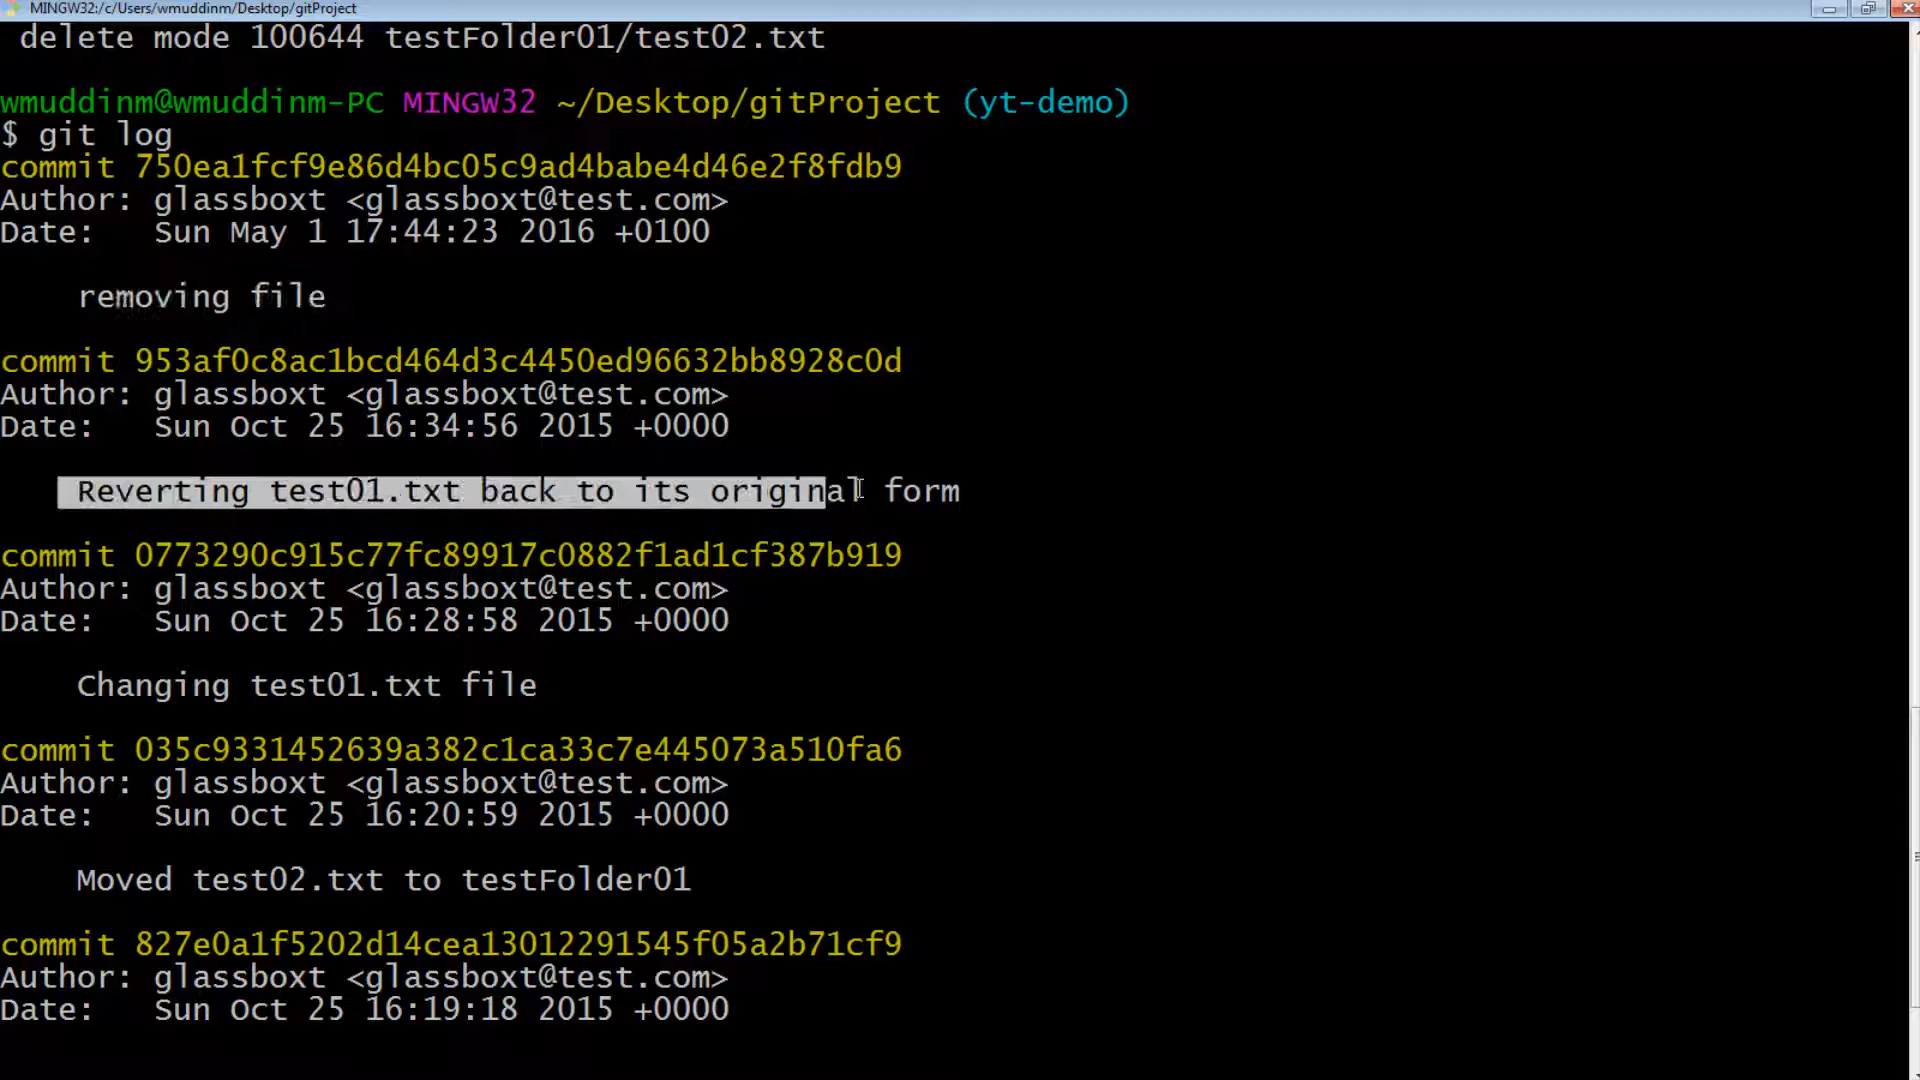 MINGW32:/c/Users/wmuddinm/Desktop/gitProject
delete mode 100644 testFolder01/test02.txt
wmuddinm@wmuddinm-PC MINGW32 ~/Desktop/gitProject (yt-demo)
$ git log
commit 750ea1fcf9e86d4bc05c9ad4babe4d46e2f8fdb9
Author: glassboxt <glassboxt@test.com>
Date:   Sun May 1 17:44:23 2016 +0100
removing file
commit 953af0c8ac1bcd464d3c4450ed96632bb8928c0d
Author: glassboxt <glassboxt@test.com>
Date:   Sun Oct 25 16:34:56 2015 +0000
Reverting test01.txt back to its original form
commit 0773290c915c77fc89917c0882f1ad1cf387b919
Author: glassboxt <glassboxt@test.com>
Date:   Sun Oct 25 16:28:58 2015 +0000
Changing test01.txt file
commit 035c9331452639a382c1ca33c7e445073a510fa6
Author: glassboxt <glassboxt@test.com>
Date:   Sun Oct 25 16:20:59 2015 +0000
Moved test02.txt to testFolder01
commit 827e0a1f5202d14cea13012291545f05a2b71cf9
Author: glassboxt <glassboxt@test.com>
Date:   Sun Oct 25 16:19:18 2015 +0000